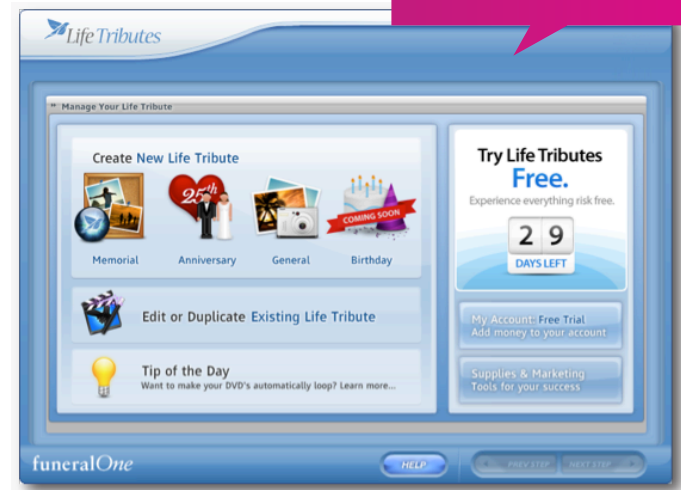 Life Tributes
Manage Your Life Tribute
Create New Life Tribute
25th
COMING SOON
Memorial
Anniversary
General
Birthday
Edit or Duplicate Existing Life Tribute
Tip of the Day
Want to make your DVD's automatically loop? Learn more...
Try Life Tributes
Free.
Experience everything risk free.
2 9
DAYS LEFT
My Account: Free Trial
Add money to your account
Supplies & Marketing
Tools for your success
funeralOne
HELP
PREV STEP
NEXT STEP